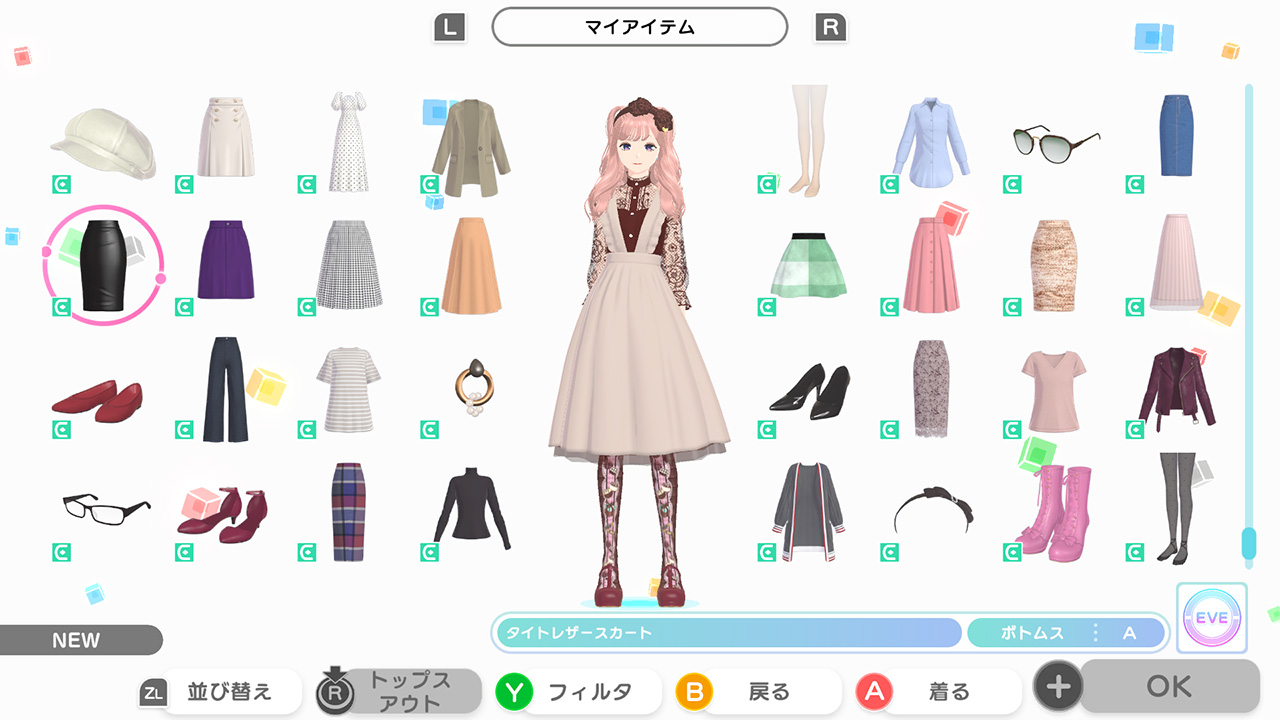 L
マイアイテム
R
NEW
タイトレザースカート
ボトムス : A
EVE
ZL 並び替え
R トップス
アウト
Y フィルタ
B 戻る
A 着る
+ OK